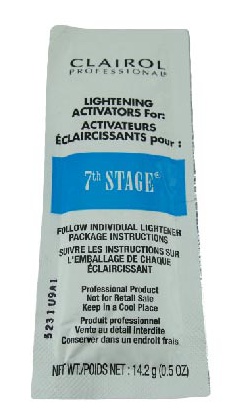 CLAIROL
PROFESSIONAL
LIGHTENING
ACTIVATORS For:
ACTIVATEURS
ÉCLAIRCISSANTS pour :
7th STAGE®
FOLLOW INDIVIDUAL LIGHTENER
PACKAGE INSTRUCTIONS
SUIVRE LES INSTRUCTIONS SUR
L'EMBALLAGE DE CHAQUE
ÉCLAIRCISSANT
Professional Product
Not for Retail Sale
Keep in a Cool Place
Produit professionnel
Vente au detail interdite
Conserver dans un endroit frais
NET WT./POIDS NET : 14.2 g (0.5 OZ)
5231U9A1